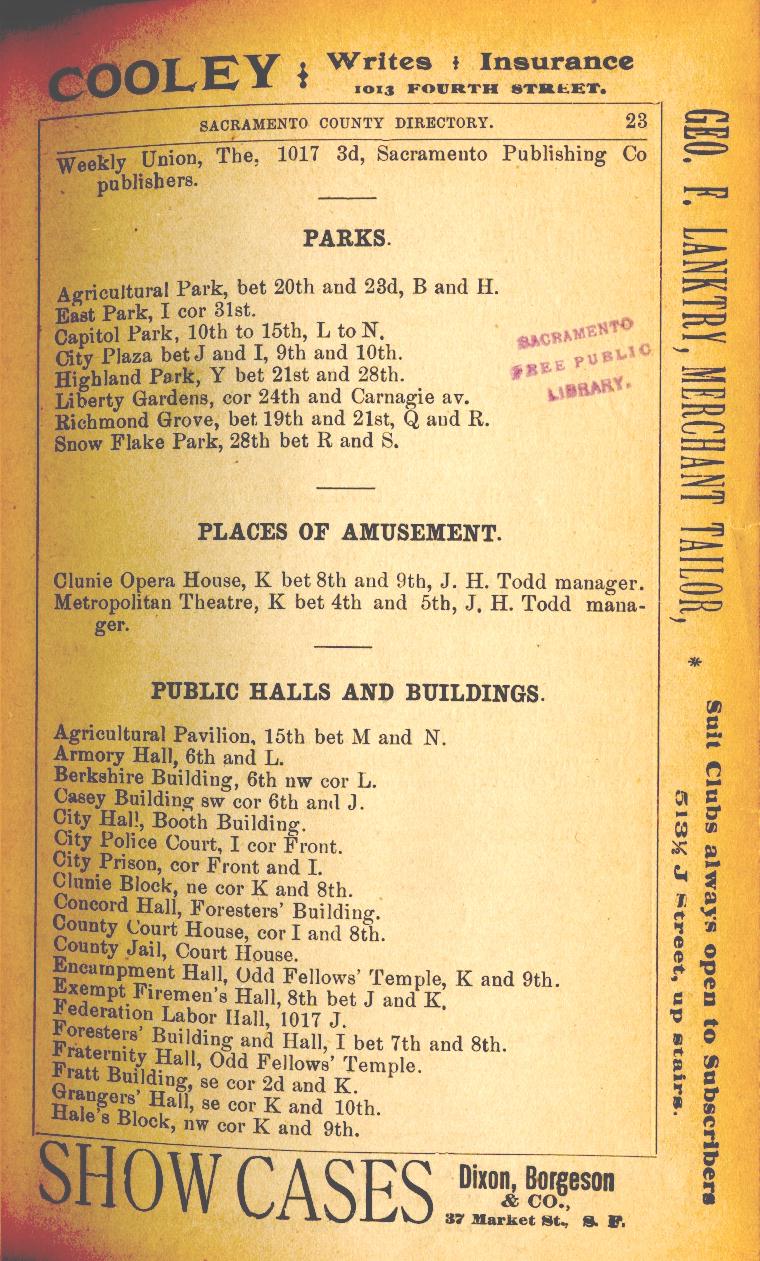 COOLEY : Writes : Insurance
1013 FOURTH STREET.
SACRAMENTO COUNTY DIRECTORY. 23
Weekly Union, The, 1017 3d, Sacramento Publishing Co
publishers.
PARKS.
Agricultural Park, bet 20th and 23d, B and H.
East Park, I cor 31st.
Capitol Park, 10th to 15th, L to N.
City Plaza bet J and I, 9th and 10th.
Highland Park, Y bet 21st and 28th.
Liberty Gardens, cor 24th and Carnagie av.
Richmond Grove, bet 19th and 21st, Q and R.
Snow Flake Park, 28th bet R and S.
SACRAMENTO
FREE PUBLIC
LIBRARY.
PLACES OF AMUSEMENT.
Clunie Opera House, K bet 8th and 9th, J. H. Todd manager.
Metropolitan Theatre, K bet 4th and 5th, J. H. Todd mana-
ger.
PUBLIC HALLS AND BUILDINGS.
Agricultural Pavilion, 15th bet M and N.
Armory Hall, 6th and L.
Berkshire Building, 6th nw cor L.
Casey Building sw cor 6th and J.
City Hall, Booth Building.
City Police Court, I cor Front.
City Prison, cor Front and I.
Clunie Block, ne cor K and 8th.
Concord Hall, Foresters' Building.
County Court House, cor I and 8th.
County Jail, Court House.
Encampment Hall, Odd Fellows' Temple, K and 9th.
Exempt Firemen's Hall, 8th bet J and K.
Federation Labor Hall, 1017 J.
Foresters' Building and Hall, I bet 7th and 8th.
Fraternity Hall, Odd Fellows' Temple.
Fratt Building, se cor 2d and K.
Grangers' Hall, se cor K and 10th.
Hale's Block, nw cor K and 9th.
GEO. F. LANKTRY, MERCHANT TAILOR, *
Suit Clubs always open to Subscribers
513½ J Street, up stairs.
SHOW CASES Dixon, Borgeson
& CO.,
37 Market St., S. F.